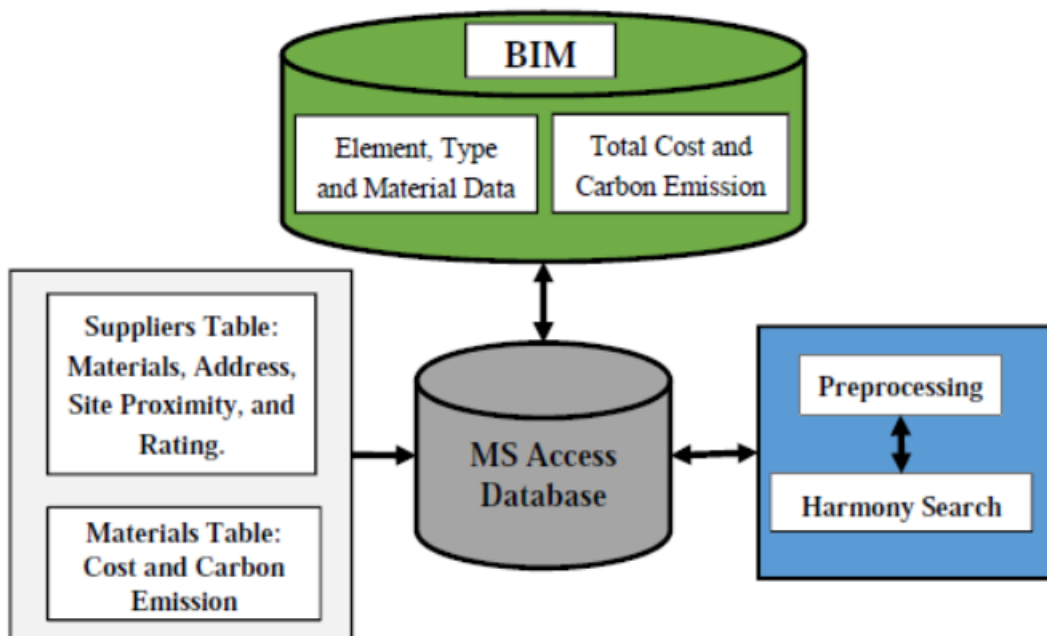 BIM
Element, Type
and Material Data
Total Cost and
Carbon Emission
Suppliers Table:
Materials, Address,
Site Proximity, and
Rating.
Materials Table:
Cost and Carbon
Emission
MS Access
Database
Preprocessing
Harmony Search